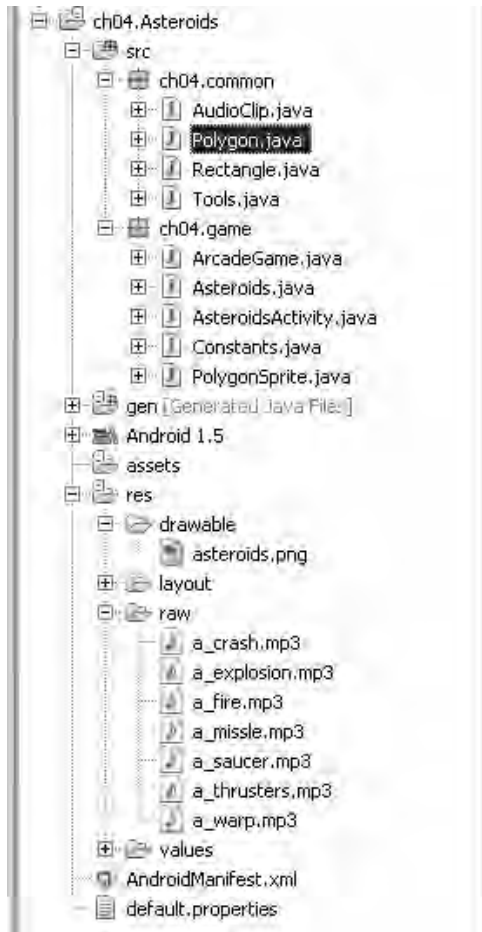 ch04.Asteroids
src
ch04.common
AudioClip.java
Polygon.java
Rectangle.java
Tools.java
ch04.game
ArcadeGame.java
Asteroids.java
AsteroidsActivity.java
Constants.java
PolygonSprite.java
gen [Generated Java Files]
Android 1.5
assets
res
drawable
asteroids.png
layout
raw
a_crash.mp3
a_explosion.mp3
a_fire.mp3
a_missle.mp3
a_saucer.mp3
a_thrusters.mp3
a_warp.mp3
values
AndroidManifest.xml
default.properties